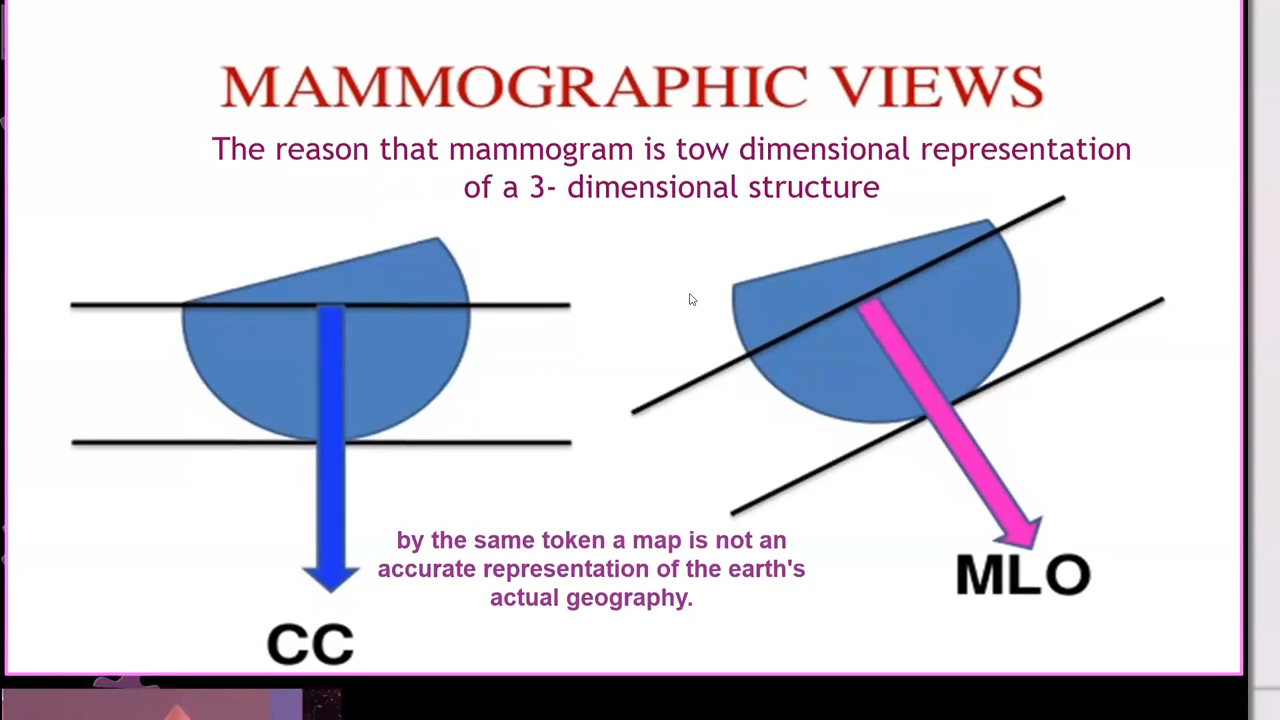 MAMMOGRAPHIC VIEWS
The reason that mammogram is tow dimensional representation
of a 3- dimensional structure
by the same token a map is not an
accurate representation of the earth's
actual geography.
MLO
CC